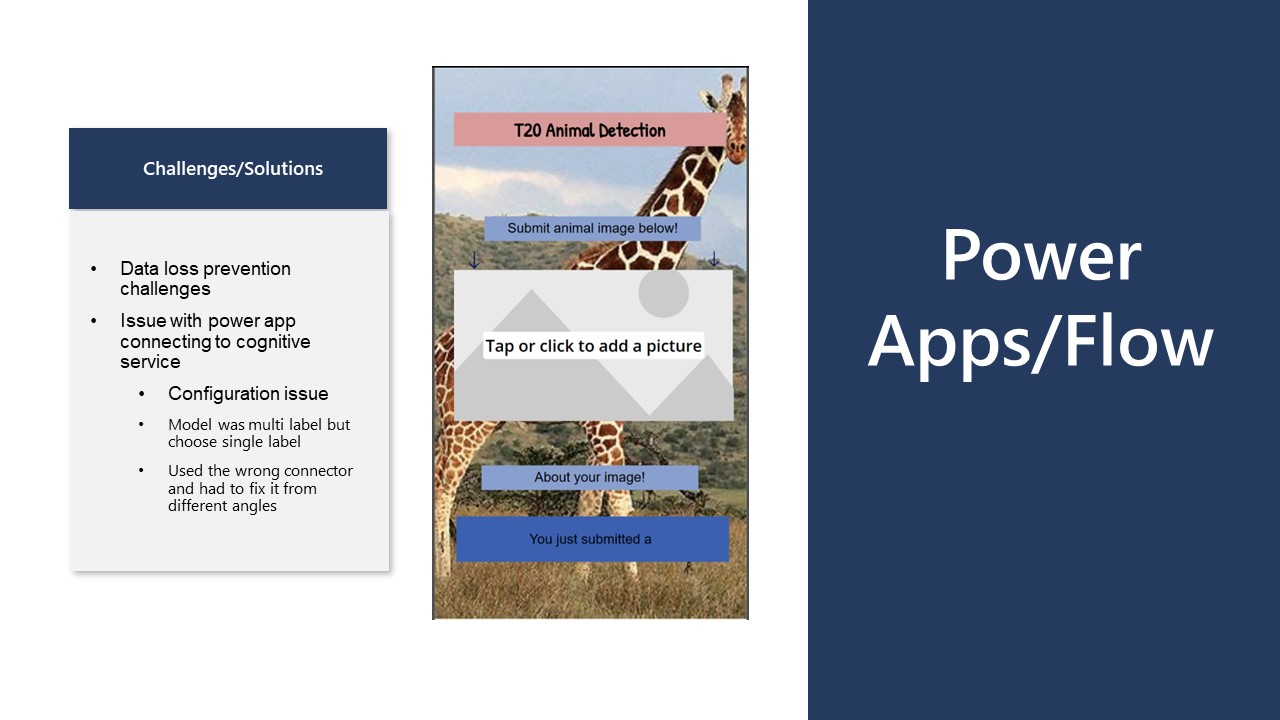 Challenges/Solutions
• Data loss prevention
challenges
• Issue with power app
connecting to cognitive
service
• Configuration issue
• Model was multi label but
choose single label
• Used the wrong connector
and had to fix it from
different angles
T20 Animal Detection
Submit animal image below!
Tap or click to add a picture
About your image!
You just submitted a
Power
Apps/Flow